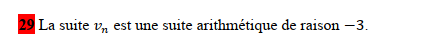 29 La suite vₙ est une suite arithmétique de raison −3.